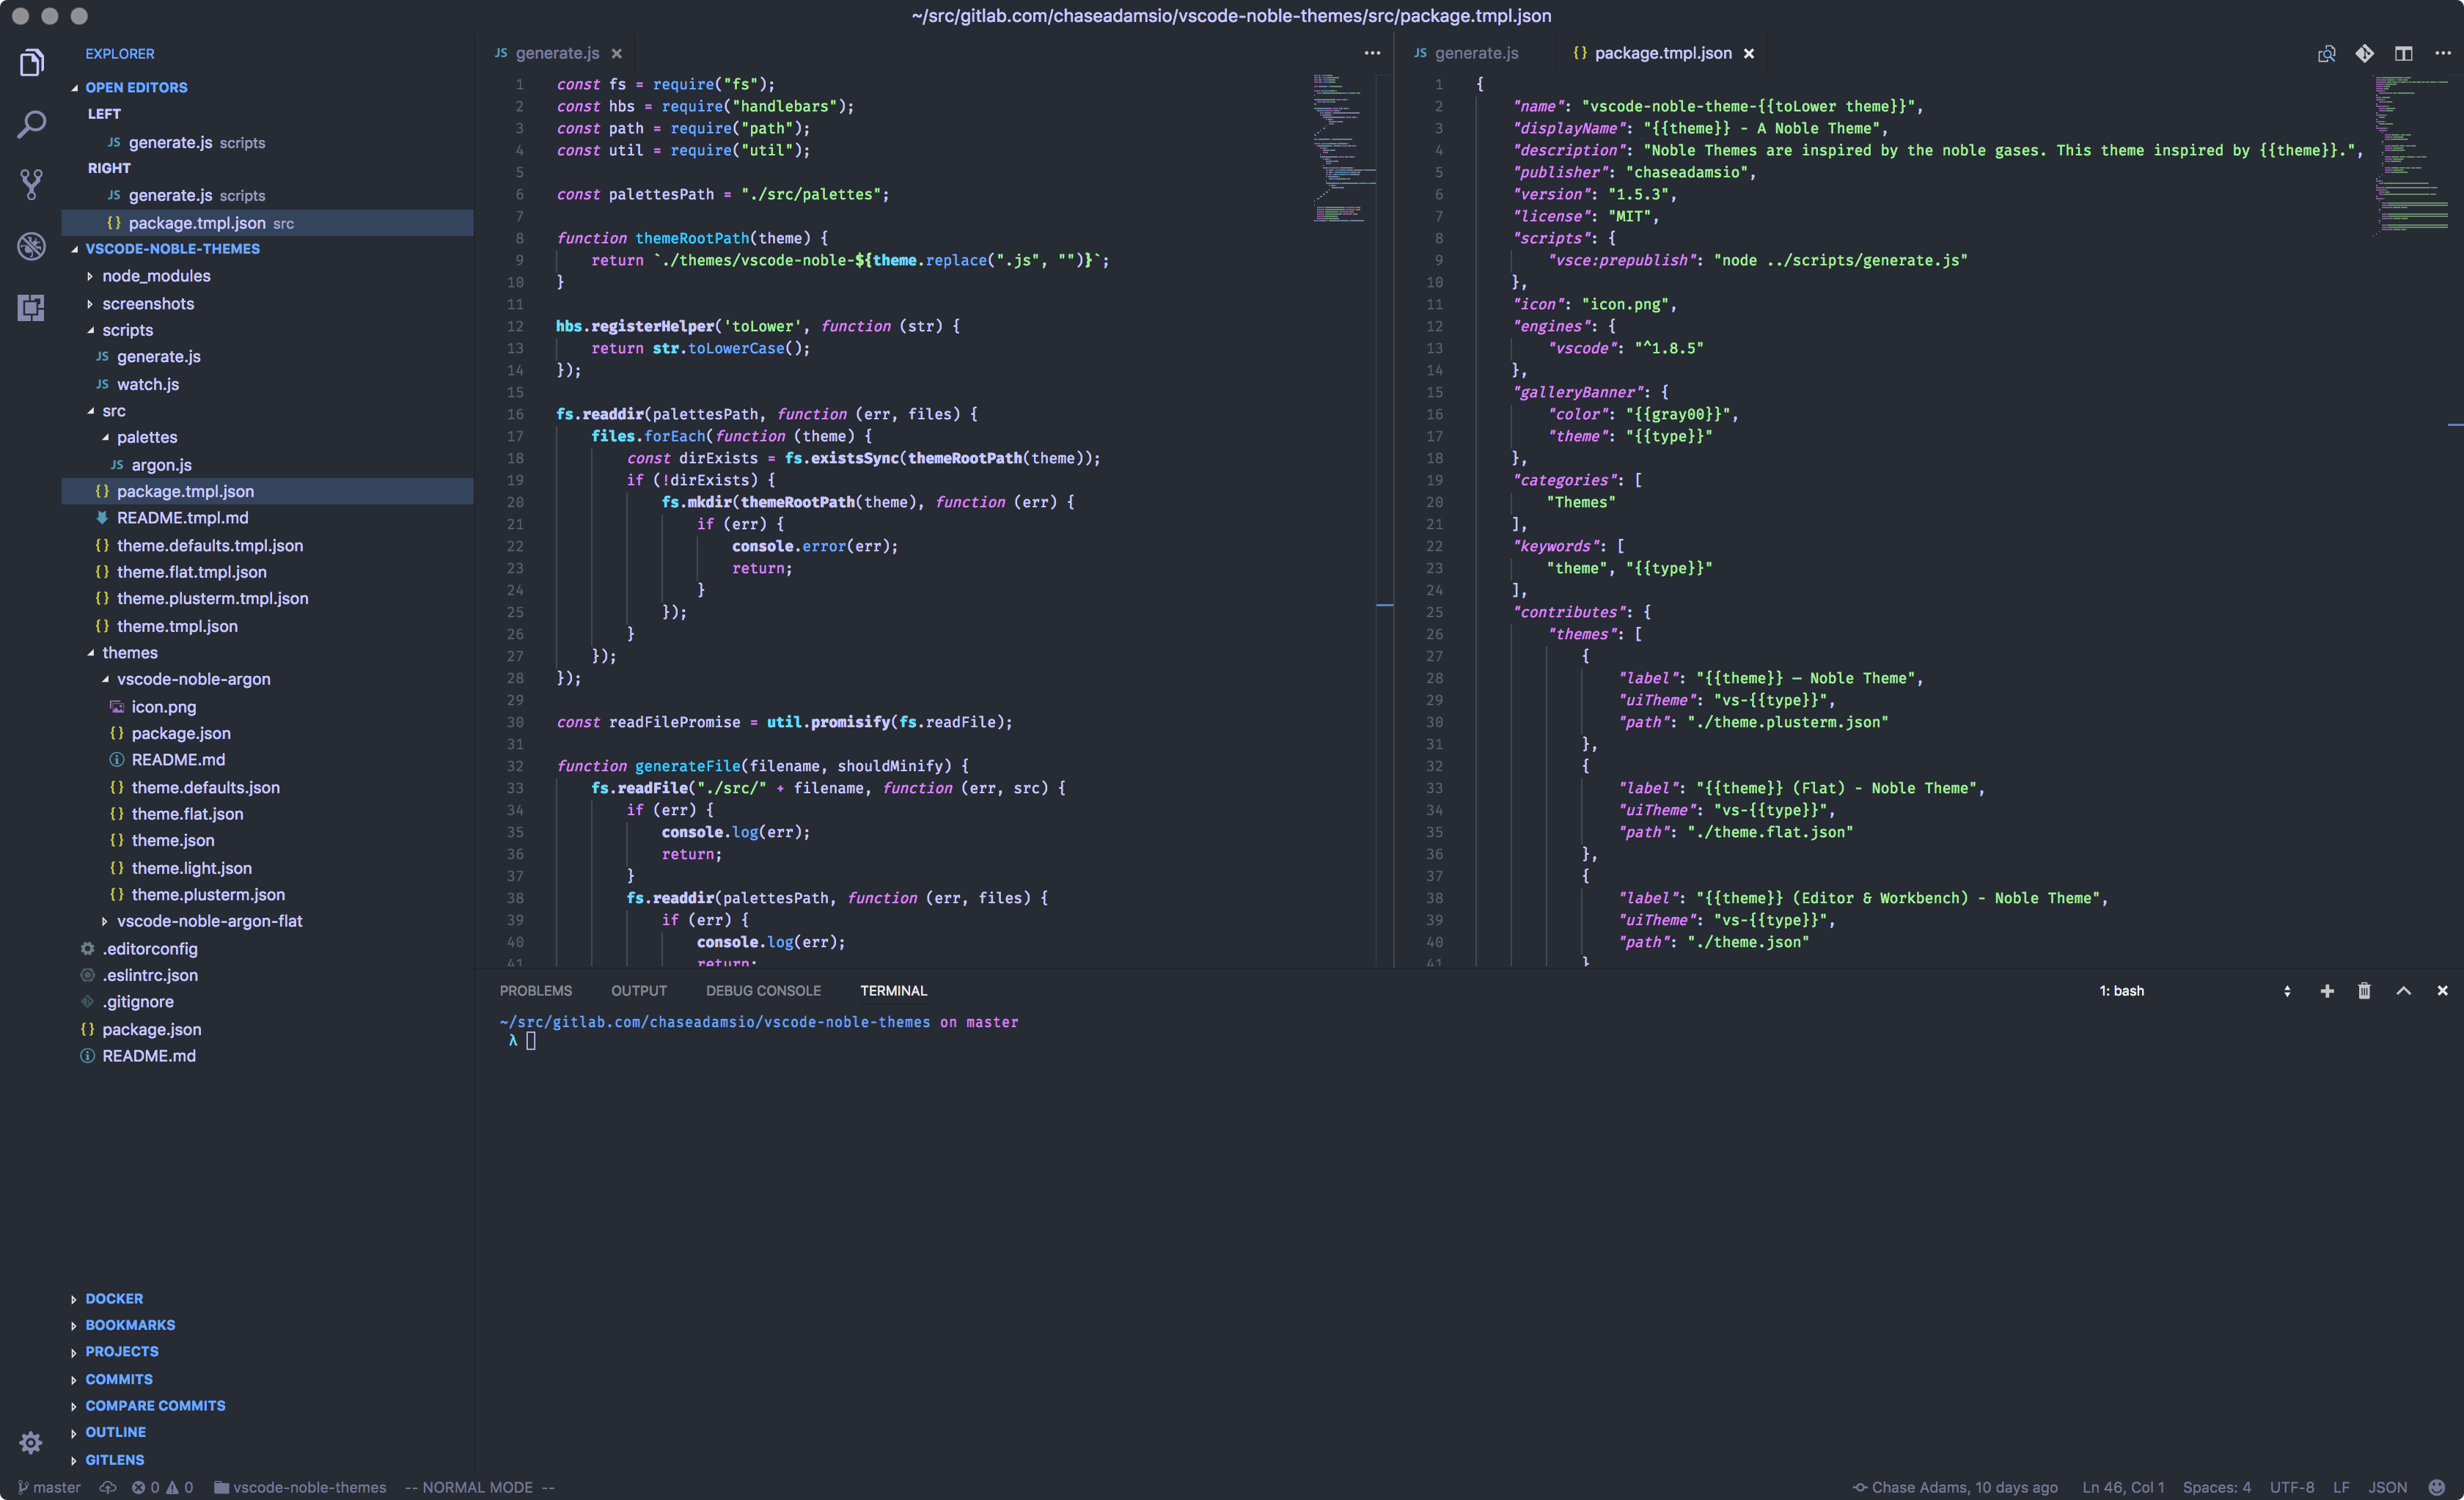 ~/src/gitlab.com/chaseadamsio/vscode-noble-themes/src/package.tmpl.json
EXPLORER
OPEN EDITORS
LEFT
JS generate.js scripts
RIGHT
JS generate.js scripts
{} package.tmpl.json src
VSCODE-NOBLE-THEMES
node_modules
screenshots
scripts
JS generate.js
JS watch.js
src
palettes
JS argon.js
{} package.tmpl.json
README.tmpl.md
{} theme.defaults.tmpl.json
{} theme.flat.tmpl.json
{} theme.plusterm.tmpl.json
{} theme.tmpl.json
themes
vscode-noble-argon
icon.png
{} package.json
README.md
{} theme.defaults.json
{} theme.flat.json
{} theme.json
{} theme.light.json
{} theme.plusterm.json
vscode-noble-argon-flat
.editorconfig
.eslintrc.json
.gitignore
{} package.json
README.md
DOCKER
BOOKMARKS
PROJECTS
COMMITS
COMPARE COMMITS
OUTLINE
GITLENS
JS generate.js
1 const fs = require("fs");
2 const hbs = require("handlebars");
3 const path = require("path");
4 const util = require("util");
5
6 const palettesPath = "./src/palettes";
7
8 function themeRootPath(theme) {
9     return `./themes/vscode-noble-${theme.replace(".js", "")}`;
10 }
11
12 hbs.registerHelper('toLower', function (str) {
13     return str.toLowerCase();
14 });
15
16 fs.readdir(palettesPath, function (err, files) {
17     files.forEach(function (theme) {
18         const dirExists = fs.existsSync(themeRootPath(theme));
19         if (!dirExists) {
20             fs.mkdir(themeRootPath(theme), function (err) {
21                 if (err) {
22                     console.error(err);
23                     return;
24                 }
25             });
26         }
27     });
28 });
29
30 const readFilePromise = util.promisify(fs.readFile);
31
32 function generateFile(filename, shouldMinify) {
33     fs.readFile("./src/" + filename, function (err, src) {
34         if (err) {
35             console.log(err);
36             return;
37         }
38         fs.readdir(palettesPath, function (err, files) {
39             if (err) {
40                 console.log(err);
41                 return;
JS generate.js {} package.tmpl.json
1 {
2     "name": "vscode-noble-theme-{{toLower theme}}",
3     "displayName": "{{theme}} - A Noble Theme",
4     "description": "Noble Themes are inspired by the noble gases. This theme inspired by {{theme}}.",
5     "publisher": "chaseadamsio",
6     "version": "1.5.3",
7     "license": "MIT",
8     "scripts": {
9         "vsce:prepublish": "node ../scripts/generate.js"
10     },
11     "icon": "icon.png",
12     "engines": {
13         "vscode": "^1.8.5"
14     },
15     "galleryBanner": {
16         "color": "{{gray00}}",
17         "theme": "{{type}}"
18     },
19     "categories": [
20         "Themes"
21     ],
22     "keywords": [
23         "theme", "{{type}}"
24     ],
25     "contributes": {
26         "themes": [
27             {
28                 "label": "{{theme}} — Noble Theme",
29                 "uiTheme": "vs-{{type}}",
30                 "path": "./theme.plusterm.json"
31             },
32             {
33                 "label": "{{theme}} (Flat) - Noble Theme",
34                 "uiTheme": "vs-{{type}}",
35                 "path": "./theme.flat.json"
36             },
37             {
38                 "label": "{{theme}} (Editor & Workbench) - Noble Theme",
39                 "uiTheme": "vs-{{type}}",
40                 "path": "./theme.json"
41             }
PROBLEMS OUTPUT DEBUG CONSOLE TERMINAL 1: bash
~/src/gitlab.com/chaseadamsio/vscode-noble-themes on master
λ
master 0 0 vscode-noble-themes -- NORMAL MODE -- Chase Adams, 10 days ago Ln 46, Col 1 Spaces: 4 UTF-8 LF JSON